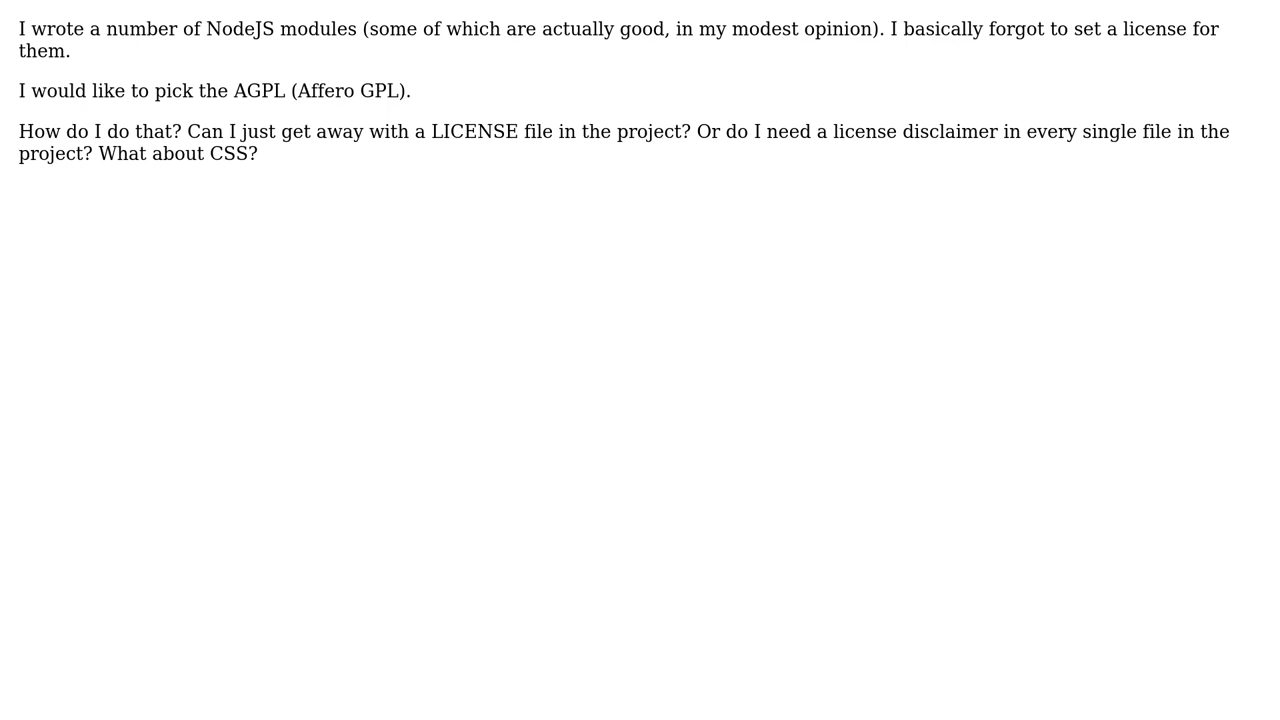 I wrote a number of NodeJS modules (some of which are actually good, in my modest opinion). I basically forgot to set a license for
them.
I would like to pick the AGPL (Affero GPL).
How do I do that? Can I just get away with a LICENSE file in the project? Or do I need a license disclaimer in every single file in the
project? What about CSS?